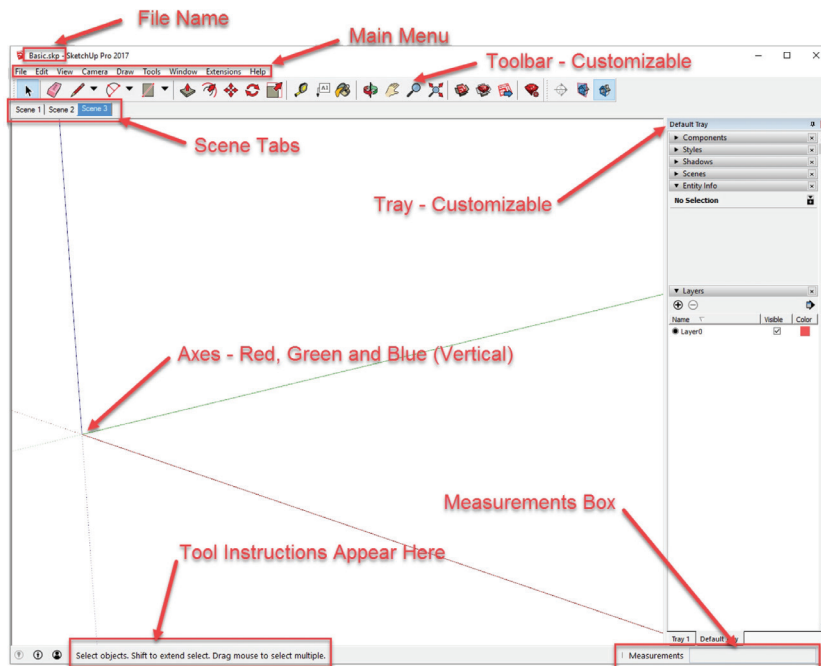 File Name
Main Menu
Basic.skp - SketchUp Pro 2017
Toolbar - Customizable
File Edit View Camera Draw Tools Window Extensions Help
A1
Scene 1 Scene 2 Scene 3
Default Tray
Scene Tabs
Components
Styles
Shadows
Scenes
Entity Info
Tray - Customizable
No Selection
Layers
Name Visible Color
Layer0
Axes - Red, Green and Blue (Vertical)
Measurements Box
Tool Instructions Appear Here
Tray 1 Default
Select objects. Shift to extend select. Drag mouse to select multiple.
Measurements